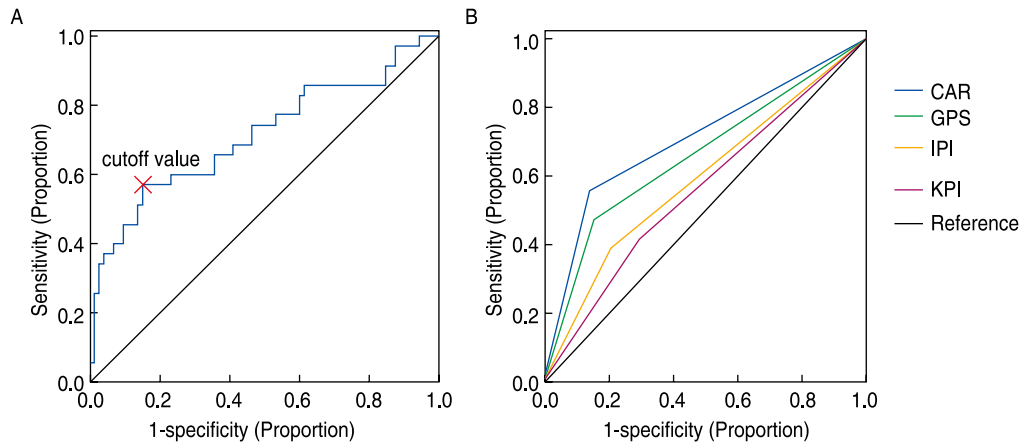 A
1.0
0.8
0.6
0.4
0.2
0.0
Sensitivity (Proportion)
cutoff value
0.0 0.2 0.4 0.6 0.8 1.0
1-specificity (Proportion)
B
1.0
0.8
0.6
0.4
0.2
0.0
Sensitivity (Proportion)
0.0 0.2 0.4 0.6 0.8 1.0
1-specificity (Proportion)
CAR
GPS
IPI
KPI
Reference